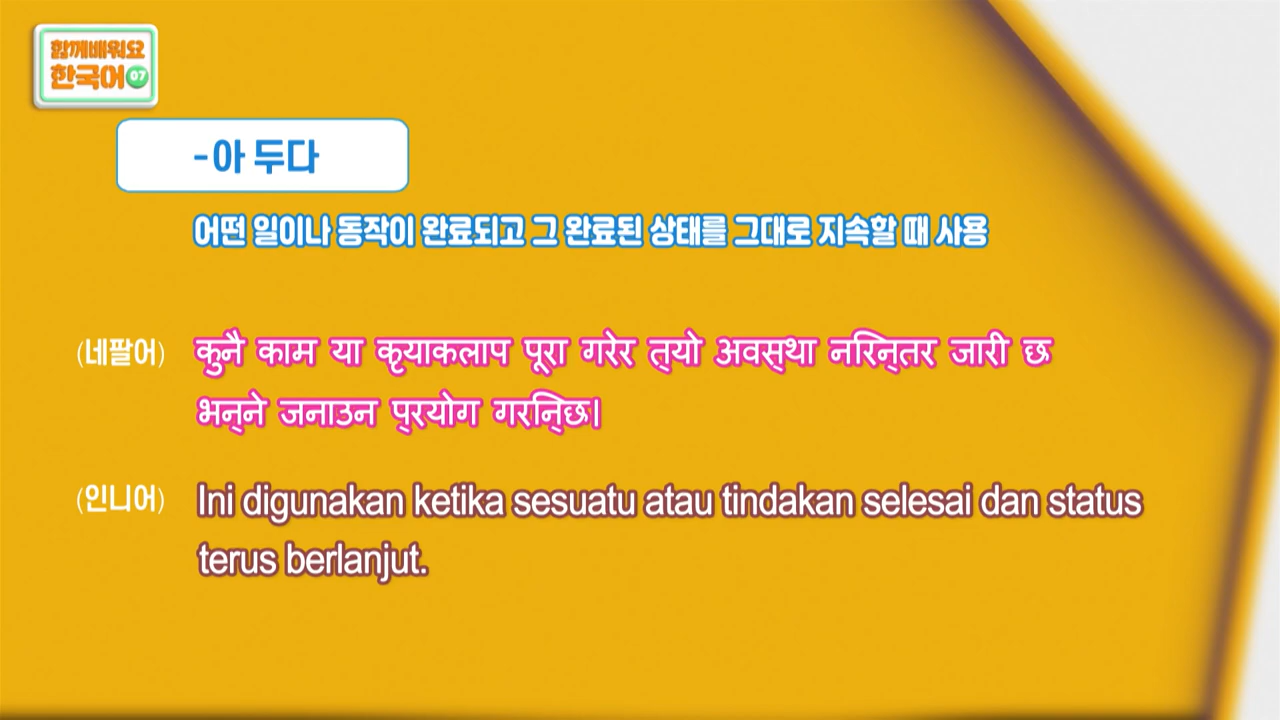 함께배워요
한국어 07
-아 두다
어떤 일이나 동작이 완료되고 그 완료된 상태를 그대로 지속할 때 사용
(네팔어) कुनै काम या कृयाकलाप पूरा गरेर त्‌यो अवस्‌था नरिन्‌तर जारी छ
भन्‌ने जनाउन प्‌रयोग गरन्‌छि।
(인니어) Ini digunakan ketika sesuatu atau tindakan selesai dan status
terus berlanjut.